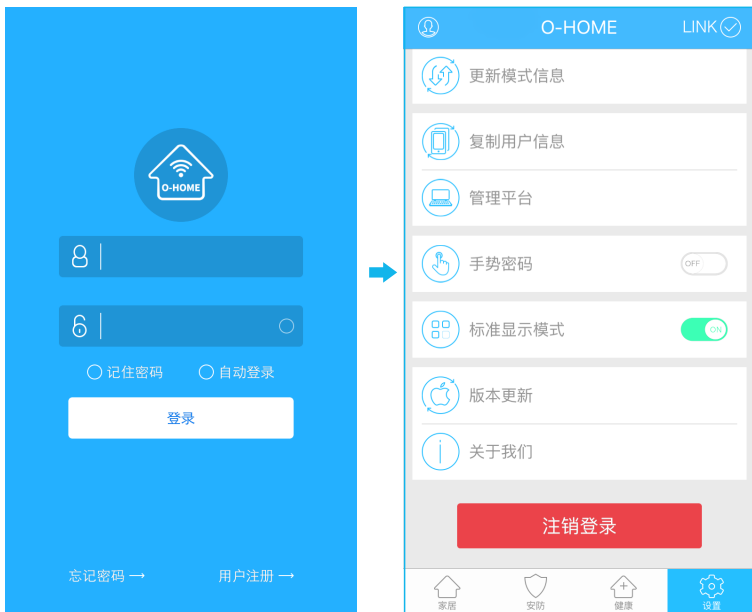 O-HOME
记住密码
自动登录
登录
忘记密码→
用户注册→
O-HOME
LINK
更新模式信息
复制用户信息
管理平台
手势密码
OFF
标准显示模式
ON
版本更新
关于我们
注销登录
家居
安防
健康
设置